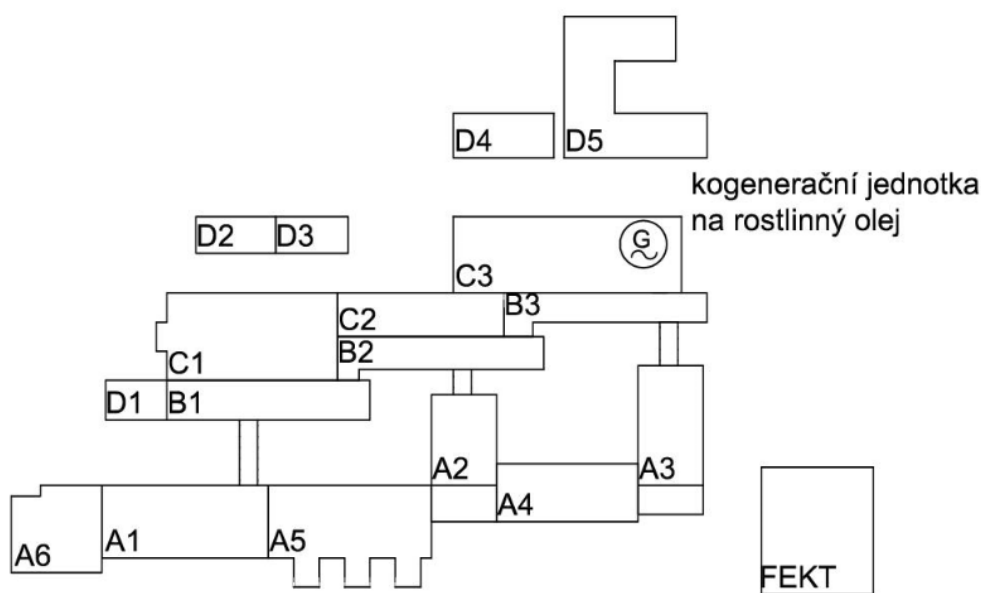 D4
D5
kogenerační jednotka
na rostlinný olej
D2
D3
G
C3
B3
C2
B2
C1
D1
B1
A2
A3
A4
A6
A1
A5
FEKT